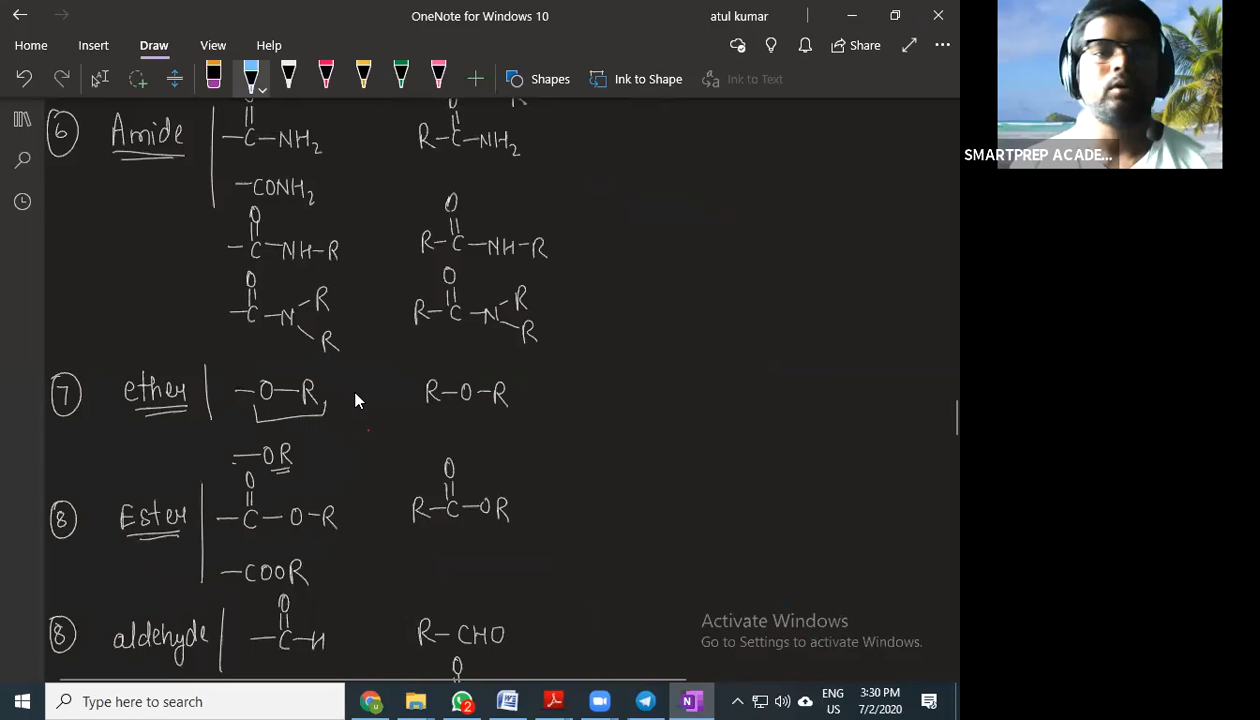 OneNote for Windows 10
atul kumar
Home Insert Draw View Help
Share
Shapes Ink to Shape Ink to Text
SMARTPREP ACADE...
⑥ Amide —C—NH2 R—C—NH2
—CONH2
O O
—C—NH—R R—C—NH—R
O O
—C—N R R—C—N R
R R
⑦ ether —O—R R—O—R
—OR
O O
⑧ Ester —C—O—R R—C—OR
—COOR
O
⑧ aldehyde —C—H R—CHO
O
Activate Windows
Go to Settings to activate Windows.
Type here to search
2
ENG
US
3:30 PM
7/2/2020